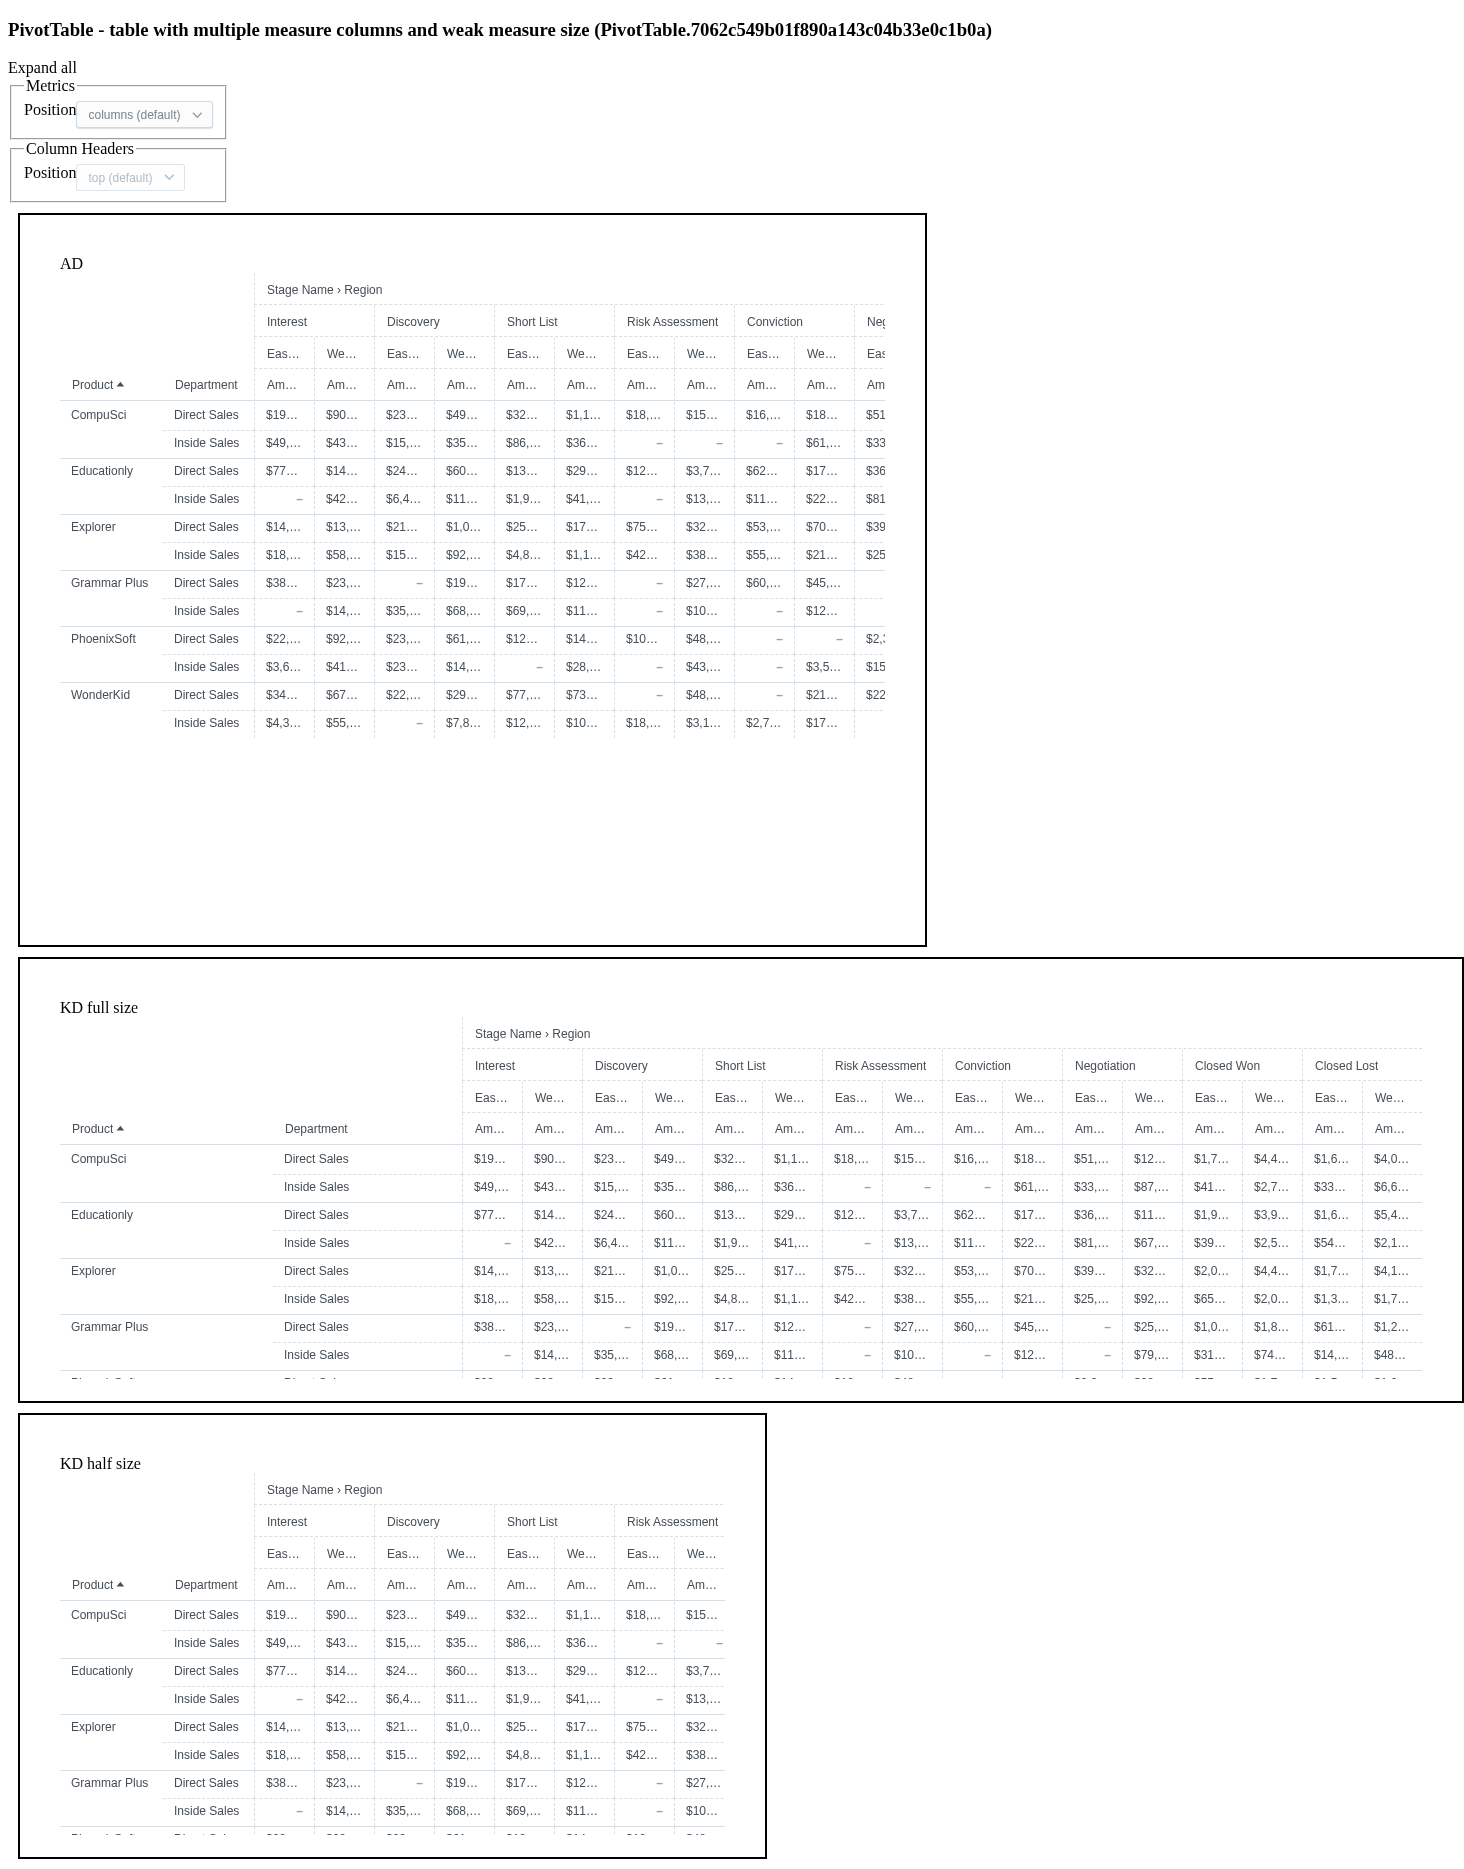 PivotTable - table with multiple measure columns and weak measure size (PivotTable.7062c549b01f890a143c04b33e0c1b0a)
Expand all
Metrics
Position columns (default)
Column Headers
Position top (default)
AD
Stage Name › Region
Interest Discovery Short List Risk Assessment Conviction Neg
Eas… We… Eas… We… Eas… We… Eas… We… Eas… We… Eas
Product Department Am… Am… Am… Am… Am… Am… Am… Am… Am… Am… Am
CompuSci Direct Sales $19… $90… $23… $49… $32… $1,1… $18,… $15… $16,… $18… $51
Inside Sales $49,… $43… $15,… $35… $86,… $36… – – – $61,… $33
Educationly Direct Sales $77… $14… $24… $60… $13… $29… $12… $3,7… $62… $17… $36
Inside Sales – $42… $6,4… $11… $1,9… $41,… – $13,… $11… $22… $81
Explorer Direct Sales $14,… $13,… $21… $1,0… $25… $17… $75… $32… $53,… $70… $39
Inside Sales $18,… $58,… $15… $92,… $4,8… $1,1… $42… $38… $55,… $21… $25
Grammar Plus Direct Sales $38… $23,… – $19… $17… $12… – $27,… $60,… $45,…
Inside Sales – $14,… $35,… $68,… $69,… $11… – $10… – $12…
PhoenixSoft Direct Sales $22,… $92,… $23,… $61,… $12… $14… $10… $48,… – – $2,3
Inside Sales $3,6… $41… $23… $14,… – $28,… – $43,… – $3,5… $15
WonderKid Direct Sales $34… $67… $22,… $29… $77,… $73… – $48,… – $21… $22
Inside Sales $4,3… $55,… – $7,8… $12,… $10… $18,… $3,1… $2,7… $17…
KD full size
Stage Name › Region
Interest Discovery Short List Risk Assessment Conviction Negotiation Closed Won Closed Lost
Eas… We… Eas… We… Eas… We… Eas… We… Eas… We… Eas… We… Eas… We… Eas… We…
Product Department Am… Am… Am… Am… Am… Am… Am… Am… Am… Am… Am… Am… Am… Am… Am… Am…
CompuSci Direct Sales $19… $90… $23… $49… $32… $1,1… $18,… $15… $16,… $18… $51,… $12… $1,7… $4,4… $1,6… $4,0…
Inside Sales $49,… $43… $15,… $35… $86,… $36… – – – $61,… $33,… $87,… $41… $2,7… $33… $6,6…
Educationly Direct Sales $77… $14… $24… $60… $13… $29… $12… $3,7… $62… $17… $36,… $11… $1,9… $3,9… $1,6… $5,4…
Inside Sales – $42… $6,4… $11… $1,9… $41,… – $13,… $11… $22… $81,… $67,… $39… $2,5… $54… $2,1…
Explorer Direct Sales $14,… $13,… $21… $1,0… $25… $17… $75… $32… $53,… $70… $39… $32… $2,0… $4,4… $1,7… $4,1…
Inside Sales $18,… $58,… $15… $92,… $4,8… $1,1… $42… $38… $55,… $21… $25,… $92,… $65… $2,0… $1,3… $1,7…
Grammar Plus Direct Sales $38… $23,… – $19… $17… $12… – $27,… $60,… $45,… – $25,… $1,0… $1,8… $61… $1,2…
Inside Sales – $14,… $35,… $68,… $69,… $11… – $10… – $12… – $79,… $31… $74… $14,… $48…
KD half size
Stage Name › Region
Interest Discovery Short List Risk Assessment
Eas… We… Eas… We… Eas… We… Eas… We…
Product Department Am… Am… Am… Am… Am… Am… Am… Am…
CompuSci Direct Sales $19… $90… $23… $49… $32… $1,1… $18,… $15…
Inside Sales $49,… $43… $15,… $35… $86,… $36… – –
Educationly Direct Sales $77… $14… $24… $60… $13… $29… $12… $3,7…
Inside Sales – $42… $6,4… $11… $1,9… $41,… – $13,…
Explorer Direct Sales $14,… $13,… $21… $1,0… $25… $17… $75… $32…
Inside Sales $18,… $58,… $15… $92,… $4,8… $1,1… $42… $38…
Grammar Plus Direct Sales $38… $23,… – $19… $17… $12… – $27,…
Inside Sales – $14,… $35,… $68,… $69,… $11… – $10…